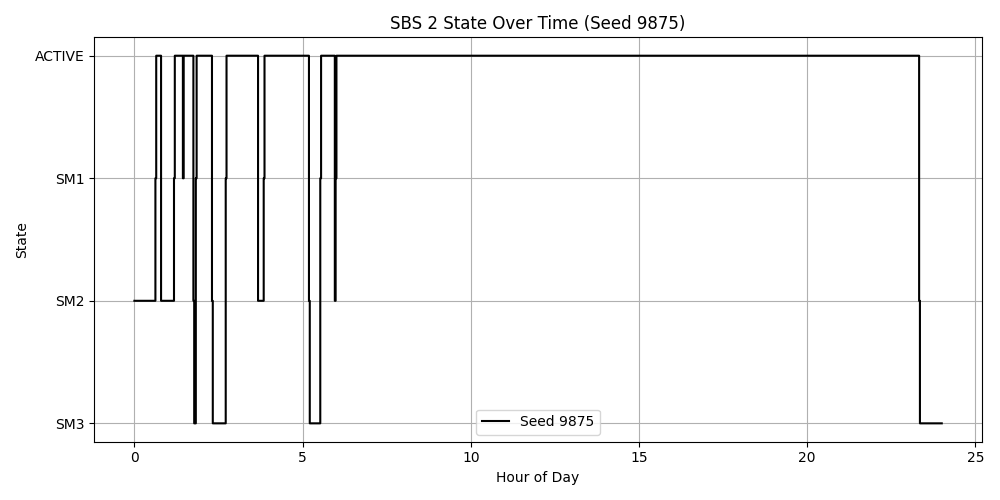 SBS 2 State Over Time (Seed 9875)
ACTIVE
SM1
SM2
SM3
State
0 5 10 15 20 25
Hour of Day
Seed 9875